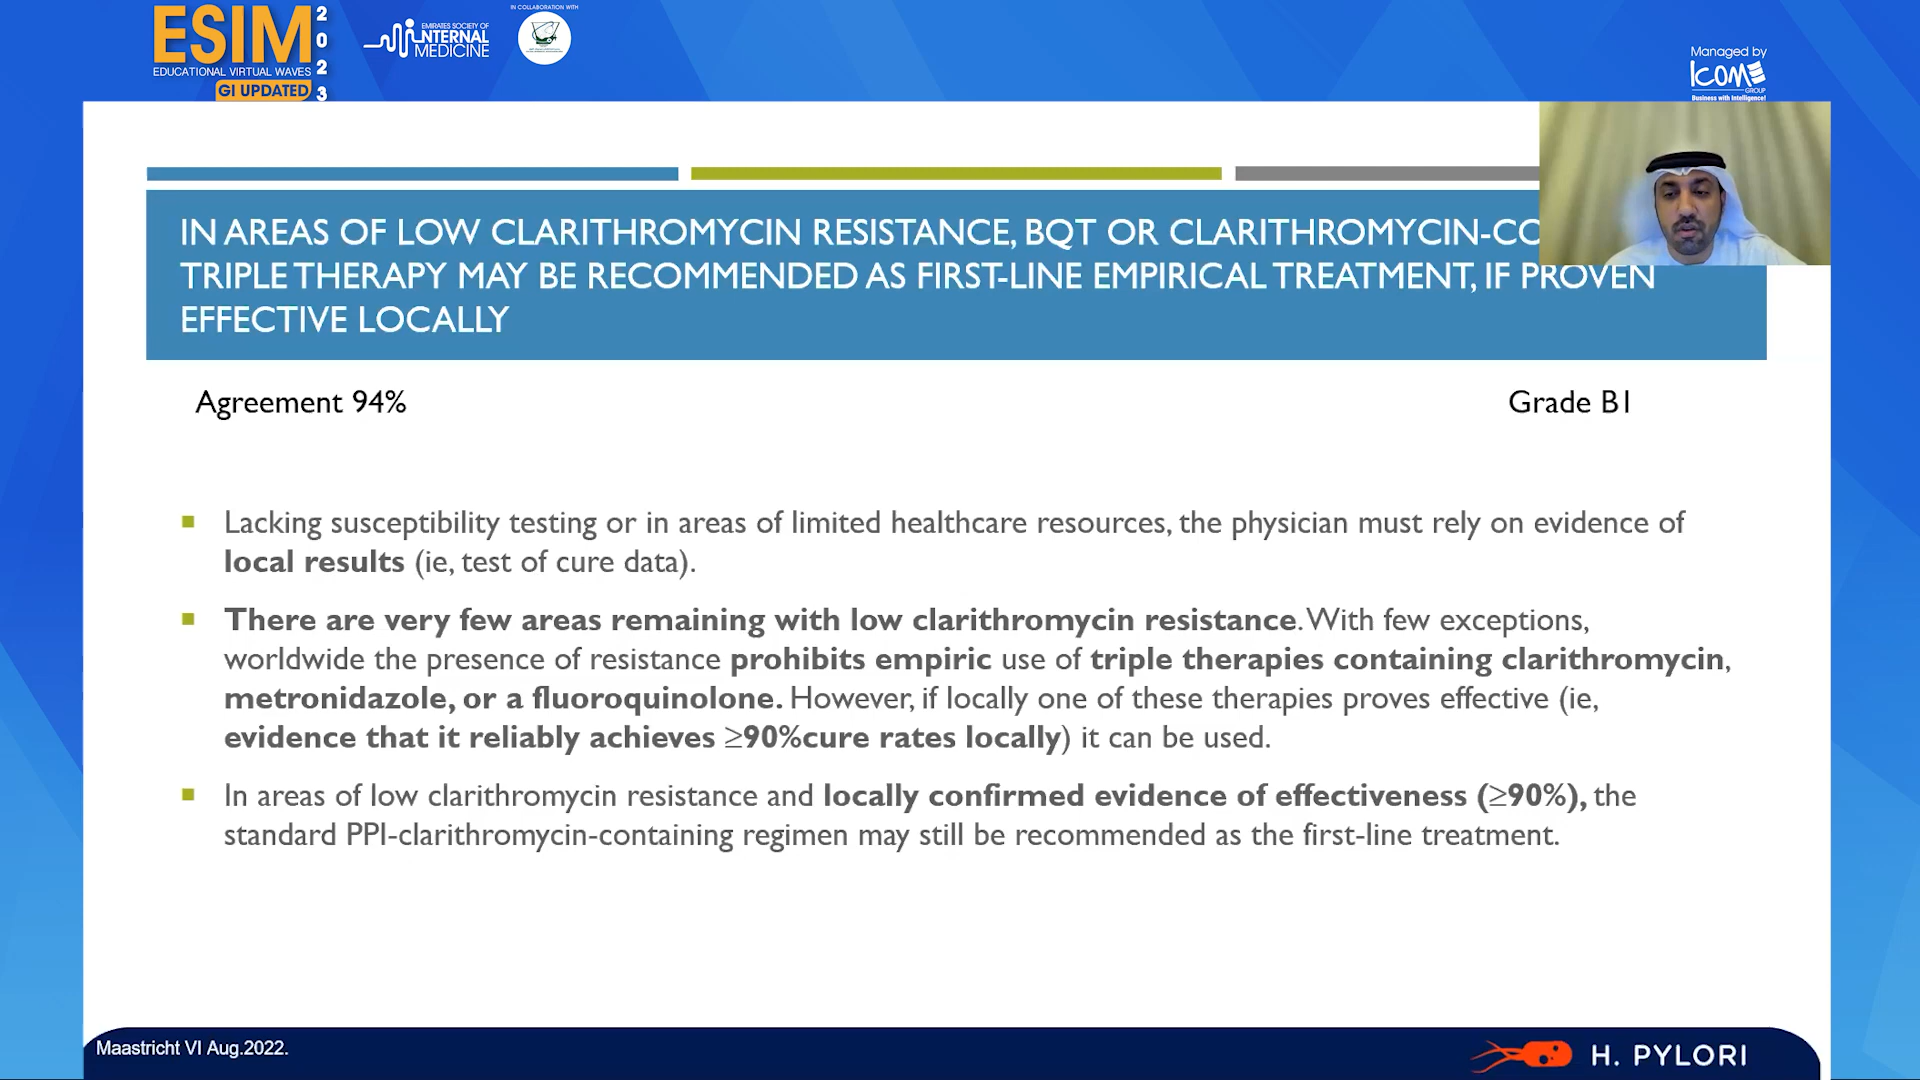 ESIM 2023
EDUCATIONAL VIRTUAL WAVES
GI UPDATED
EMIRATES SOCIETY OF
INTERNAL
MEDICINE
IN COLLABORATION WITH
Managed by
ICOME
GROUP
Business with Intelligence!
IN AREAS OF LOW CLARITHROMYCIN RESISTANCE, BQT OR CLARITHROMYCIN-CO
TRIPLE THERAPY MAY BE RECOMMENDED AS FIRST-LINE EMPIRICAL TREATMENT, IF PROVEN
EFFECTIVE LOCALLY
Agreement 94%
Grade B1
Lacking susceptibility testing or in areas of limited healthcare resources, the physician must rely on evidence of
local results (ie, test of cure data).
There are very few areas remaining with low clarithromycin resistance. With few exceptions,
worldwide the presence of resistance prohibits empiric use of triple therapies containing clarithromycin,
metronidazole, or a fluoroquinolone. However, if locally one of these therapies proves effective (ie,
evidence that it reliably achieves ≥90%cure rates locally) it can be used.
In areas of low clarithromycin resistance and locally confirmed evidence of effectiveness (≥90%), the
standard PPI-clarithromycin-containing regimen may still be recommended as the first-line treatment.
Maastricht VI Aug.2022.
H. PYLORI